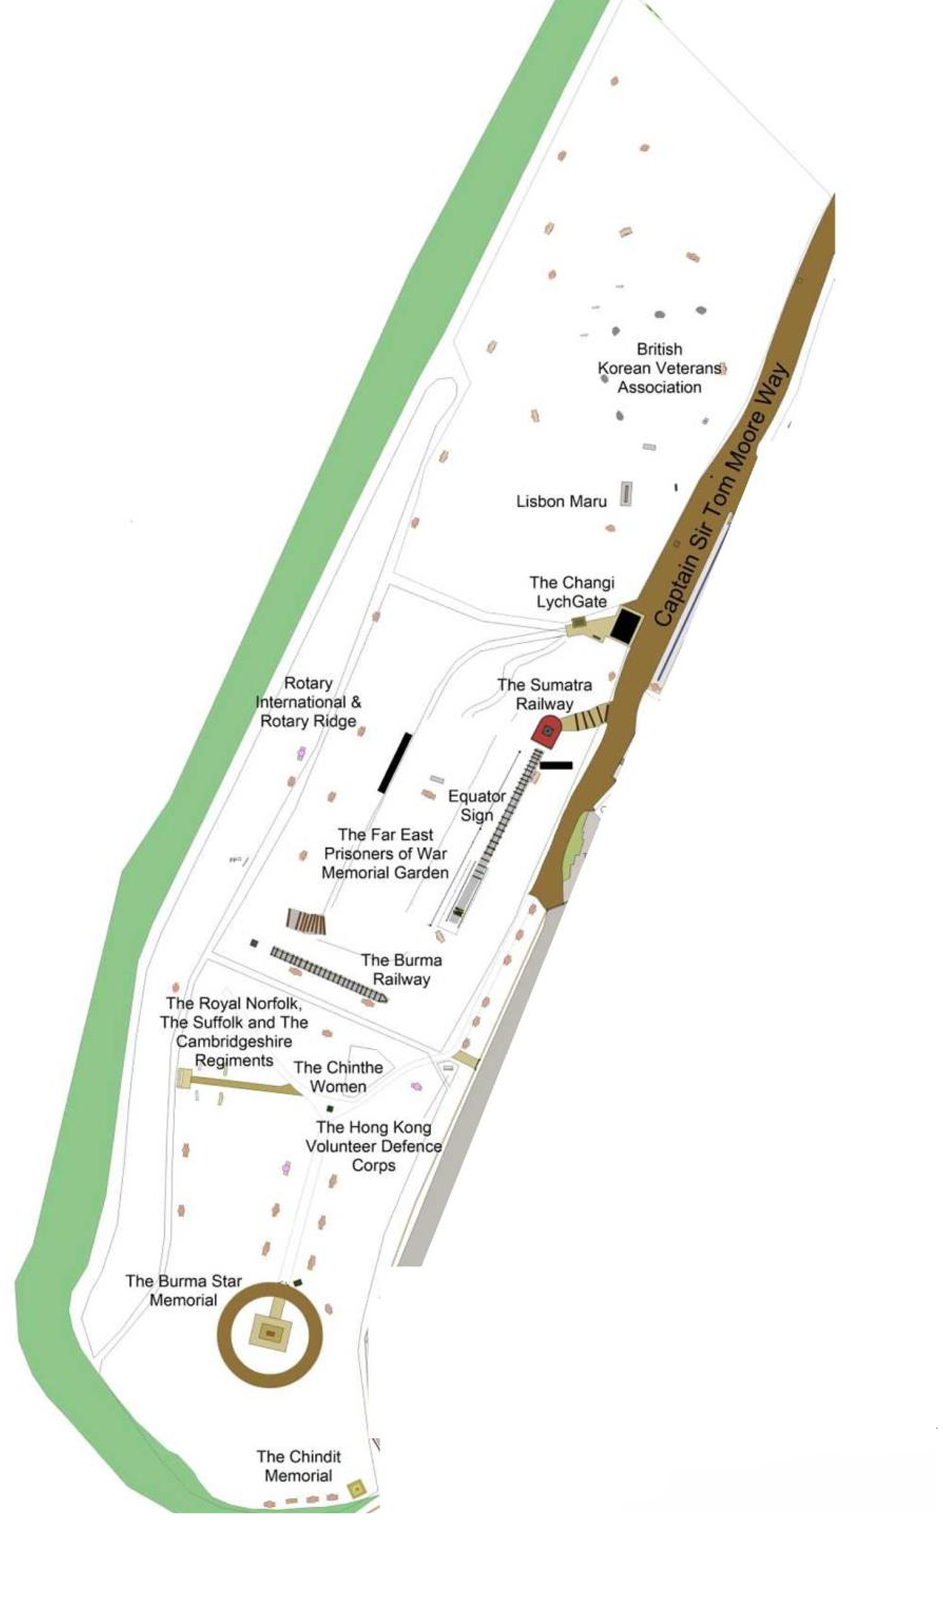 British
Korean Veterans
Association
Captain Sir Tom Moore Way
Lisbon Maru
The Changi
LychGate
Rotary
International &
Rotary Ridge
The Sumatra
Railway
Equator
Sign
The Far East
Prisoners of War
Memorial Garden
The Burma
Railway
The Royal Norfolk,
The Suffolk and The
Cambridgeshire
Regiments
The Chinthe
Women
The Hong Kong
Volunteer Defence
Corps
The Burma Star
Memorial
The Chindit
Memorial